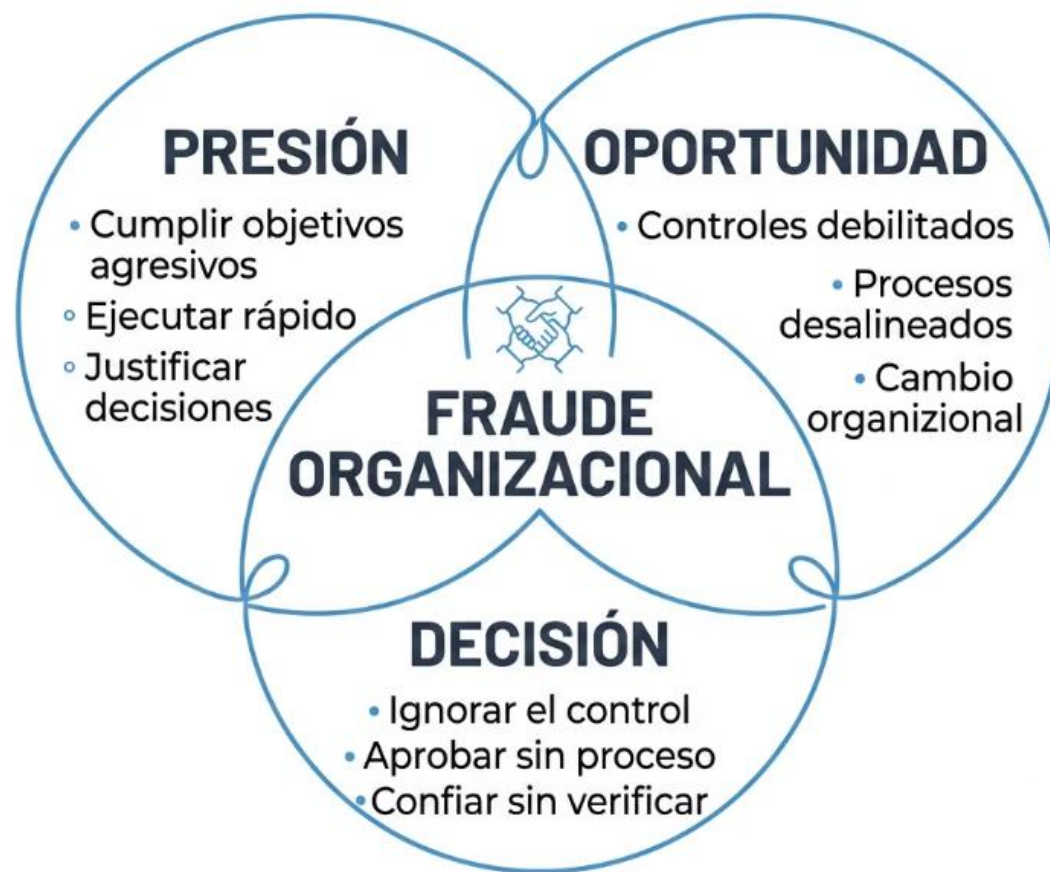 PRESIÓN
• Cumplir objetivos
agresivos
◦ Ejecutar rápido
◦ Justificar
decisiones
OPORTUNIDAD
• Controles debilitados
• Procesos
desalineados
• Cambio
organizional
FRAUDE
ORGANIZACIONAL
DECISIÓN
• Ignorar el control
• Aprobar sin proceso
• Confiar sin verificar